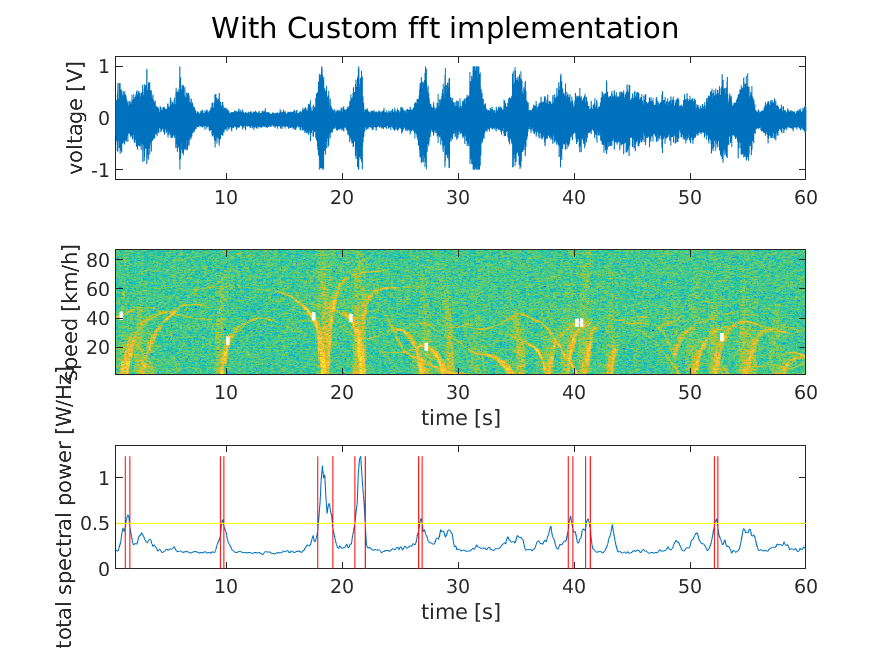 With Custom fft implementation
voltage [V]
1
0
-1
10 20 30 40 50 60
speed [km/h]
80
60
40
20
10 20 30 40 50 60
time [s]
total spectral power [W/Hz]
1
0.5
0
10 20 30 40 50 60
time [s]